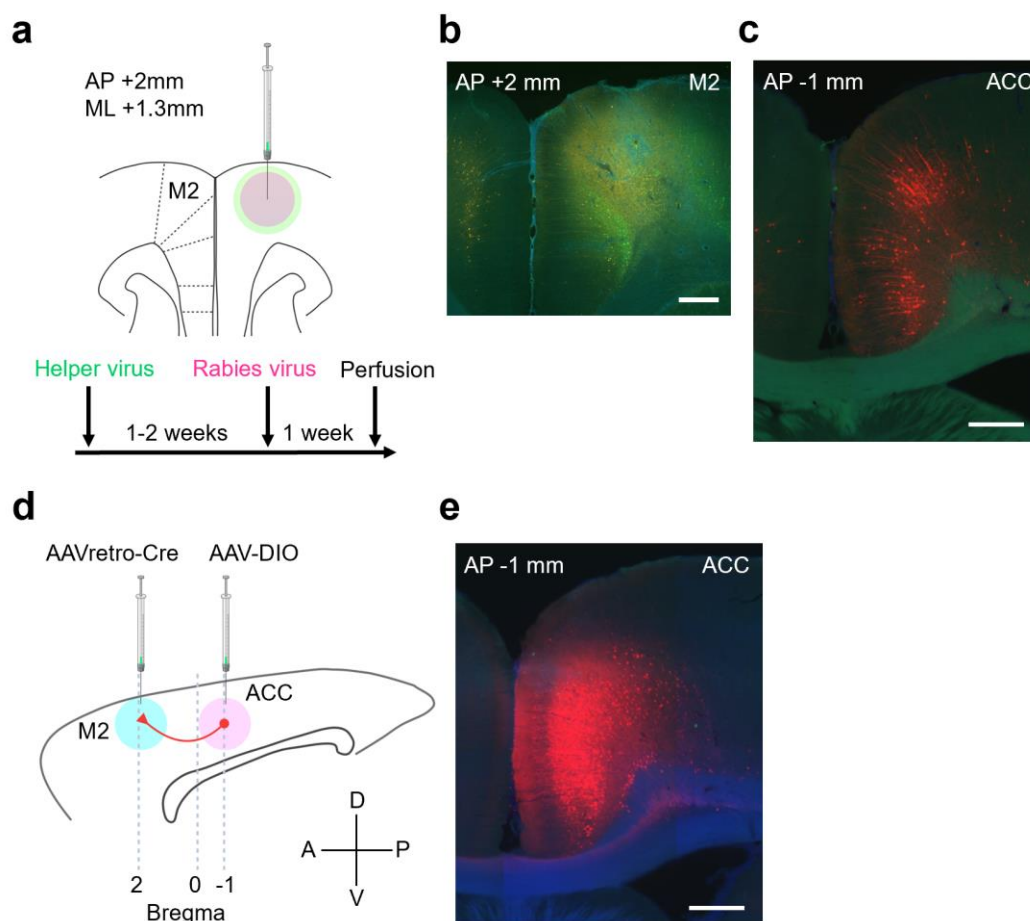 a
AP +2mm
ML +1.3mm
M2
Helper virus Rabies virus Perfusion
1-2 weeks 1 week
b
AP +2 mm M2
c
AP -1 mm ACC
d
AAVretro-Cre AAV-DIO
ACC
M2
D
A P
V
2 0 -1
Bregma
e
AP -1 mm ACC